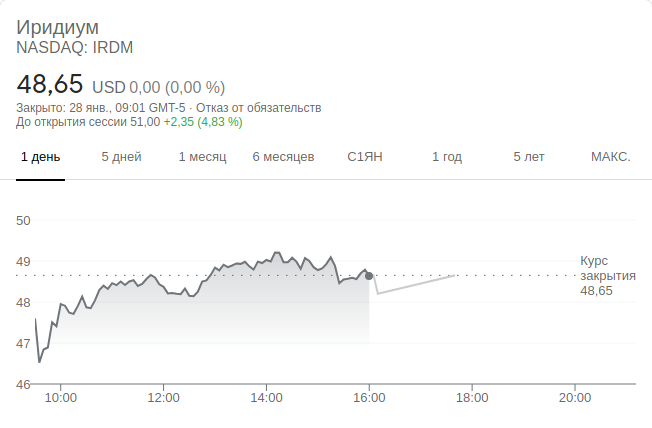 Иридиум
NASDAQ: IRDM
48,65 USD 0,00 (0,00 %)
Закрыто: 28 янв., 09:01 GMT-5 · Отказ от обязательств
До открытия сессии 51,00 +2,35 (4,83 %)
1 день 5 дней 1 месяц 6 месяцев С1ЯН 1 год 5 лет МАКС.
50
49
48
47
46
Курс
закрытия
48,65
10:00 12:00 14:00 16:00 18:00 20:00